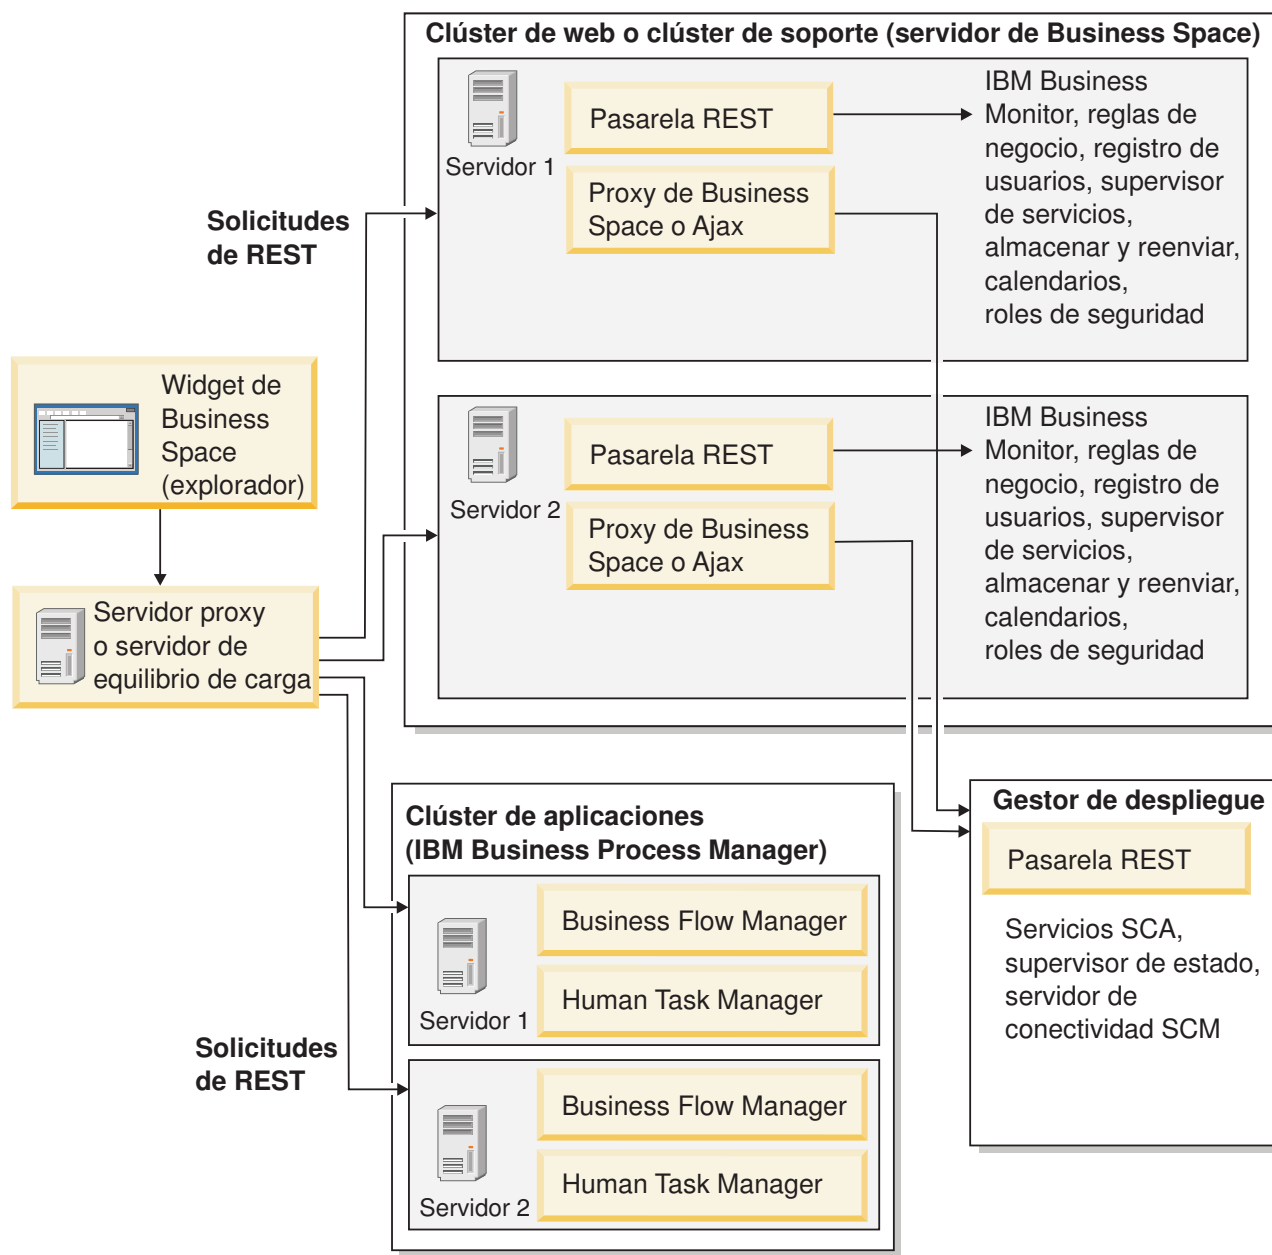 Clúster de web o clúster de soporte (servidor de Business Space)
Servidor 1
Pasarela REST
Proxy de Business
Space o Ajax
IBM Business
Monitor, reglas de
negocio, registro de
usuarios, supervisor
de servicios,
almacenar y reenviar,
calendarios,
roles de seguridad
Solicitudes
de REST
Widget de
Business
Space
(explorador)
Servidor 2
Pasarela REST
Proxy de Business
Space o Ajax
IBM Business
Monitor, reglas de
negocio, registro de
usuarios, supervisor
de servicios,
almacenar y reenviar,
calendarios,
roles de seguridad
Servidor proxy
o servidor de
equilibrio de carga
Clúster de aplicaciones
(IBM Business Process Manager)
Servidor 1
Business Flow Manager
Human Task Manager
Solicitudes
de REST
Servidor 2
Business Flow Manager
Human Task Manager
Gestor de despliegue
Pasarela REST
Servicios SCA,
supervisor de estado,
servidor de
conectividad SCM